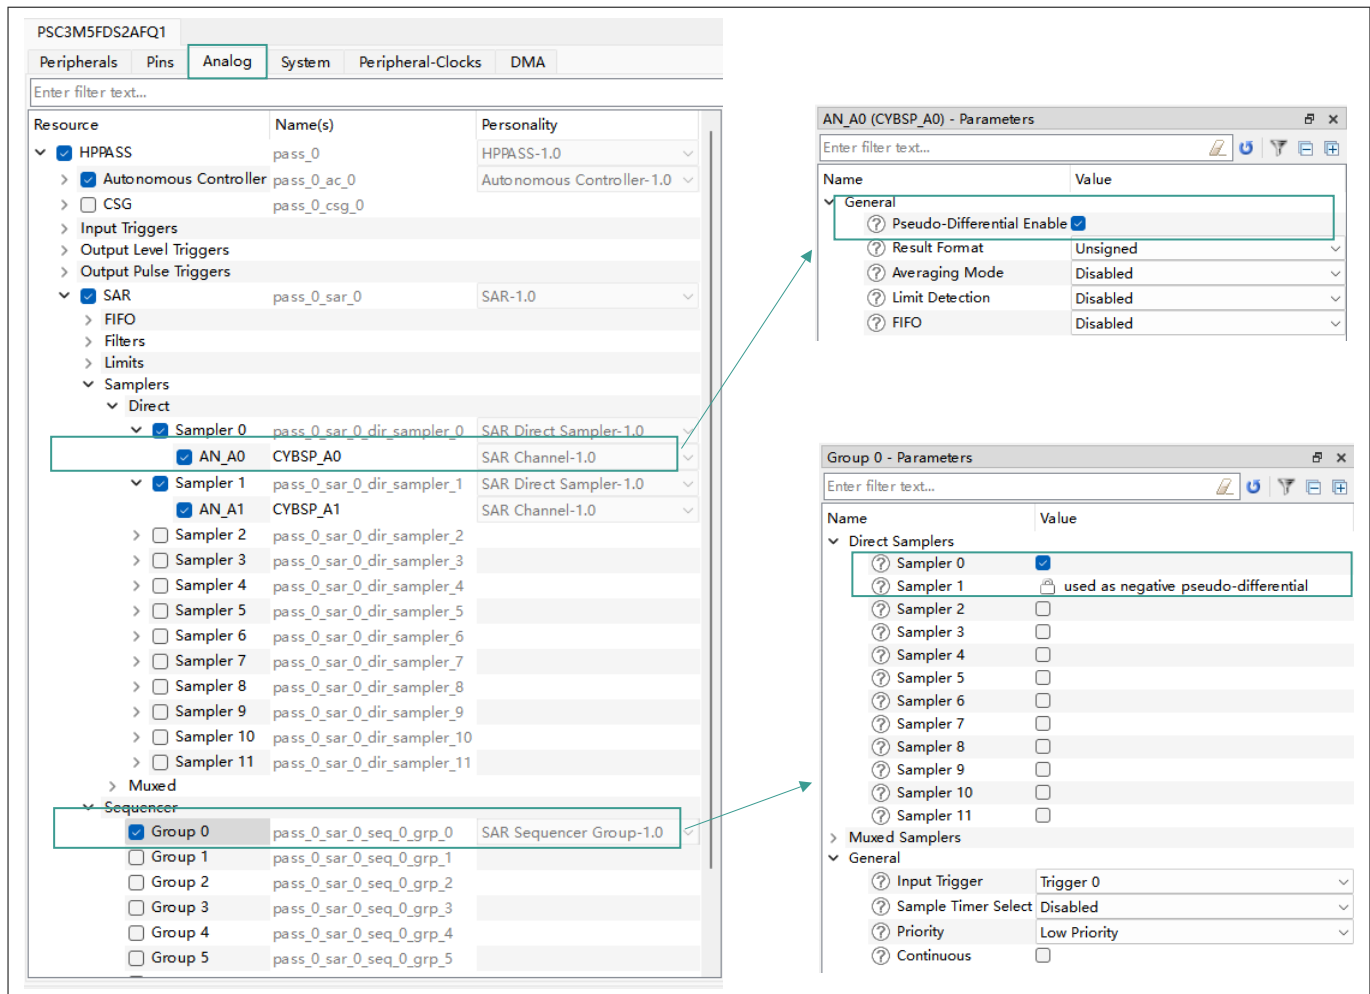 PSC3M5FDS2AFQ1
Peripherals Pins Analog System Peripheral-Clocks DMA
Enter filter text...
Resource Name(s) Personality
HPPASS pass_0 HPPASS-1.0
Autonomous Controller pass_0_ac_0 Autonomous Controller-1.0
CSG pass_0_csg_0
Input Triggers
Output Level Triggers
Output Pulse Triggers
SAR pass_0_sar_0 SAR-1.0
FIFO
Filters
Limits
Samplers
Direct
Sampler 0 pass_0_sar_0_dir_sampler_0 SAR Direct Sampler-1.0
AN_A0 CYBSP_A0 SAR Channel-1.0
Sampler 1 pass_0_sar_0_dir_sampler_1 SAR Direct Sampler-1.0
AN_A1 CYBSP_A1 SAR Channel-1.0
Sampler 2 pass_0_sar_0_dir_sampler_2
Sampler 3 pass_0_sar_0_dir_sampler_3
Sampler 4 pass_0_sar_0_dir_sampler_4
Sampler 5 pass_0_sar_0_dir_sampler_5
Sampler 6 pass_0_sar_0_dir_sampler_6
Sampler 7 pass_0_sar_0_dir_sampler_7
Sampler 8 pass_0_sar_0_dir_sampler_8
Sampler 9 pass_0_sar_0_dir_sampler_9
Sampler 10 pass_0_sar_0_dir_sampler_10
Sampler 11 pass_0_sar_0_dir_sampler_11
Muxed
Sequencer
Group 0 pass_0_sar_0_seq_0_grp_0 SAR Sequencer Group-1.0
Group 1 pass_0_sar_0_seq_0_grp_1
Group 2 pass_0_sar_0_seq_0_grp_2
Group 3 pass_0_sar_0_seq_0_grp_3
Group 4 pass_0_sar_0_seq_0_grp_4
Group 5 pass_0_sar_0_seq_0_grp_5
AN_A0 (CYBSP_A0) - Parameters
Enter filter text...
Name Value
General
Pseudo-Differential Enable
Result Format Unsigned
Averaging Mode Disabled
Limit Detection Disabled
FIFO Disabled
Group 0 - Parameters
Enter filter text...
Name Value
Direct Samplers
Sampler 0
Sampler 1 used as negative pseudo-differential
Sampler 2
Sampler 3
Sampler 4
Sampler 5
Sampler 6
Sampler 7
Sampler 8
Sampler 9
Sampler 10
Sampler 11
Muxed Samplers
General
Input Trigger Trigger 0
Sample Timer Select Disabled
Priority Low Priority
Continuous